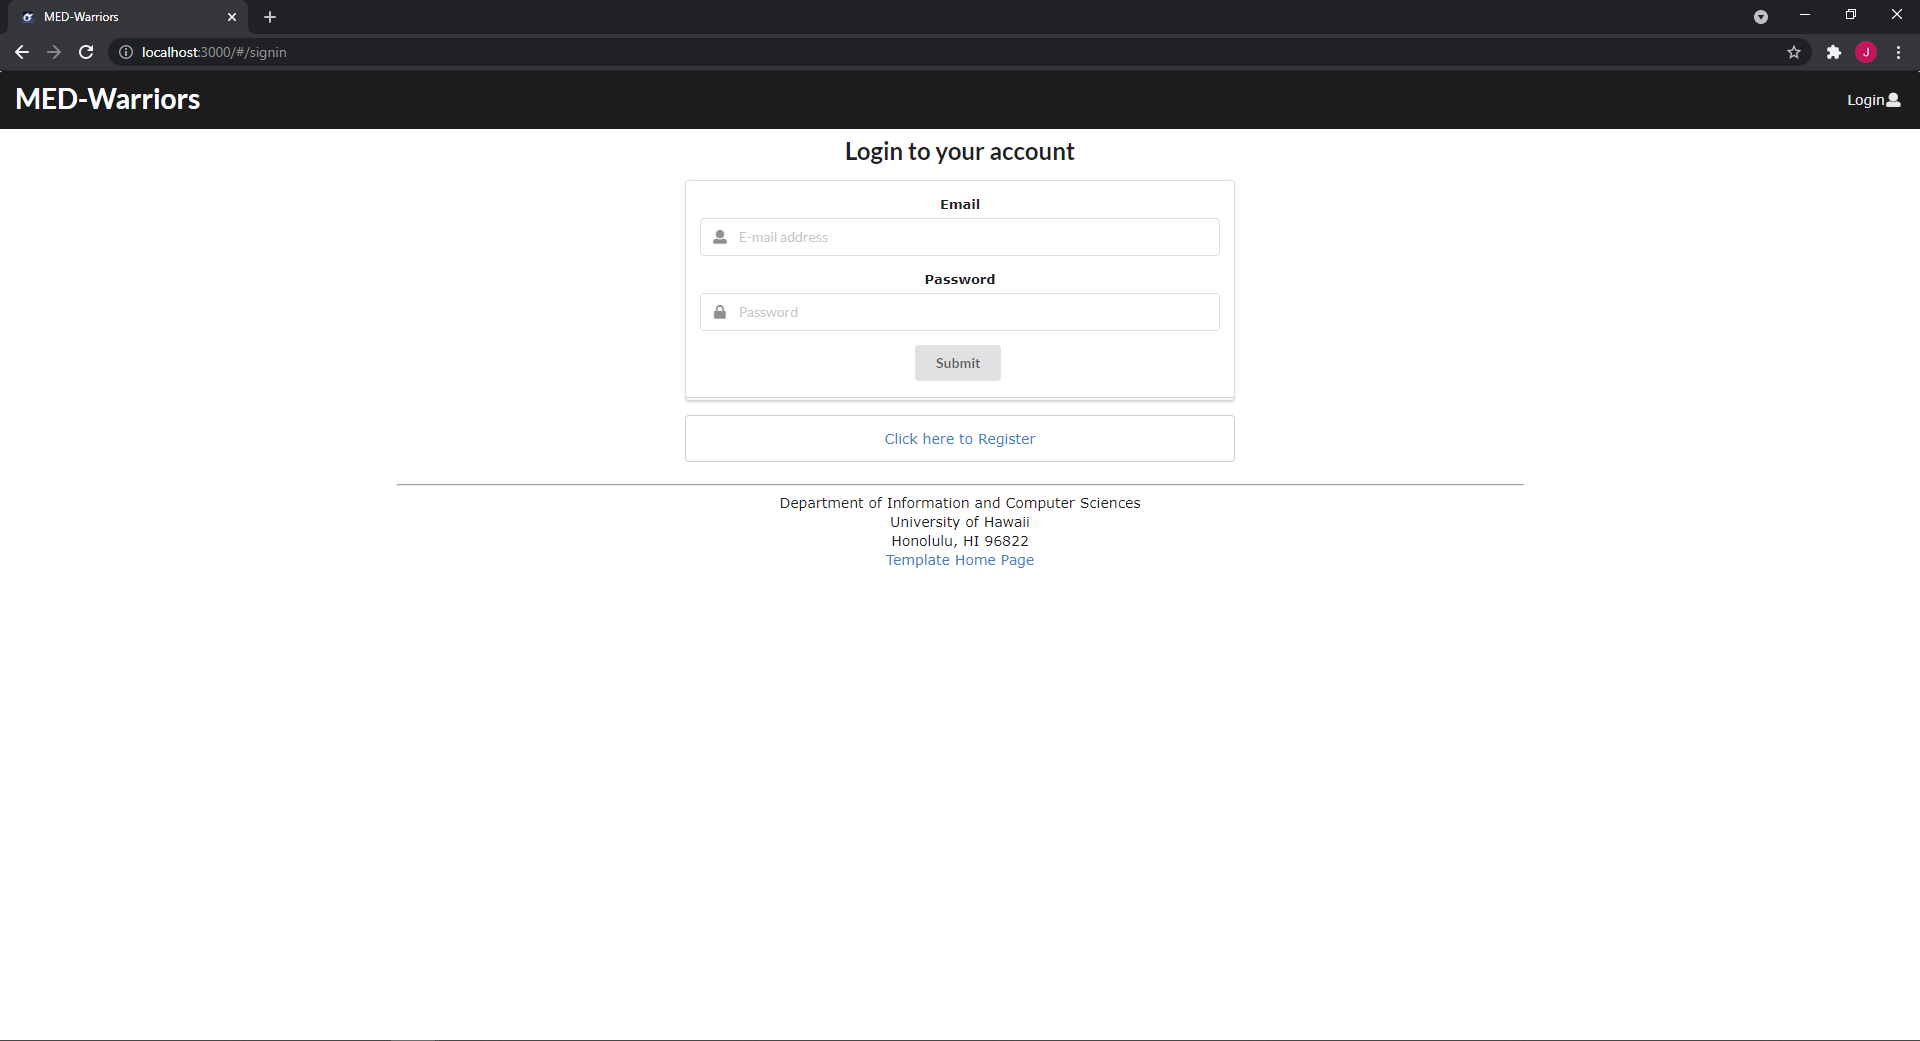 MED-Warriors
localhost:3000/#/signin
J
MED-Warriors
Login
Login to your account
Email
E-mail address
Password
Password
Submit
Click here to Register
Department of Information and Computer Sciences
University of Hawaii
Honolulu, HI 96822
Template Home Page